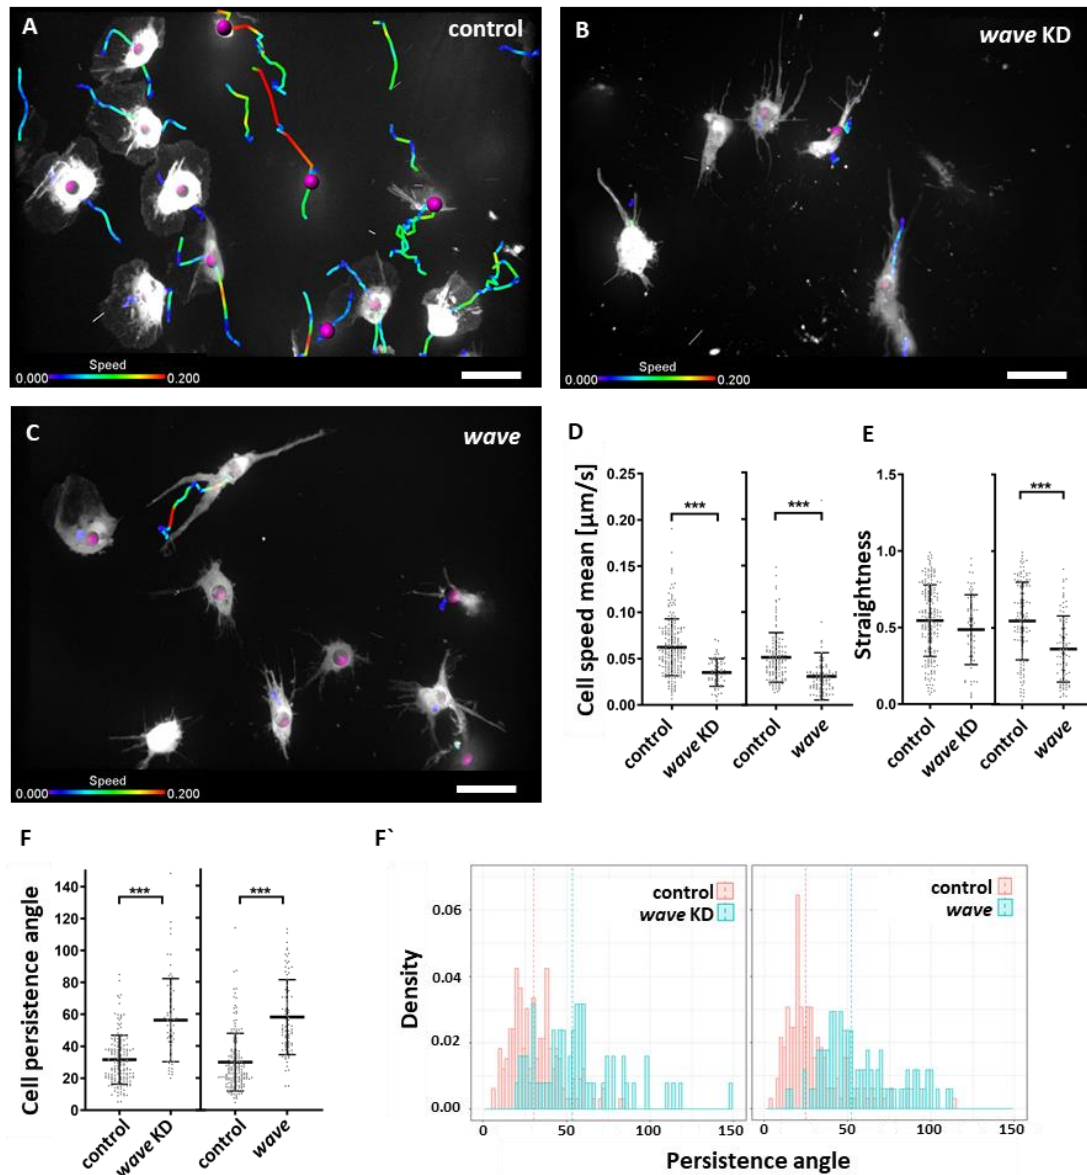 A
control
Speed
0.000
0.200
B
wave KD
Speed
0.000
0.200
C
wave
Speed
0.000
0.200
D
Cell speed mean [µm/s]
0.25
0.20
0.15
0.10
0.05
0.00
***
***
control
wave KD
control
wave
E
Straightness
1.5
1.0
0.5
0.0
***
control
wave KD
control
wave
F
Cell persistence angle
140
120
100
80
60
40
20
0
***
***
control
wave KD
control
wave
F`
Density
0.06
0.04
0.02
0.00
control
wave KD
control
wave
0
50
100
150
0
50
100
150
Persistence angle